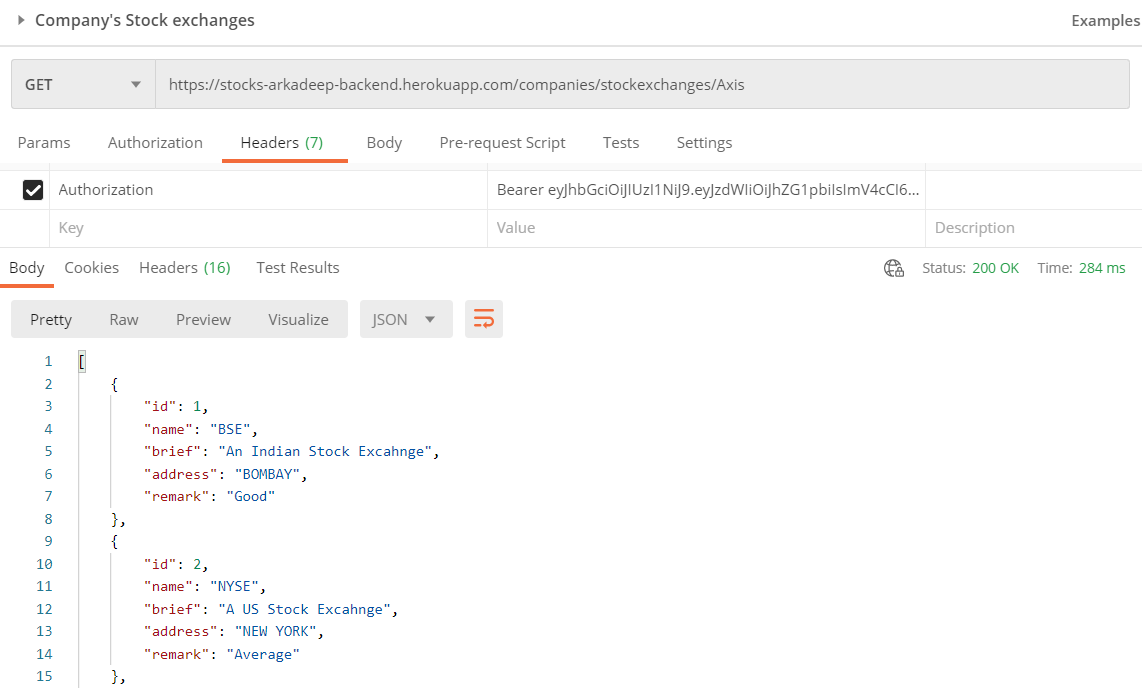 Company's Stock exchanges Examples
GET https://stocks-arkadeep-backend.herokuapp.com/companies/stockexchanges/Axis
Params Authorization Headers (7) Body Pre-request Script Tests Settings
Authorization Bearer eyJhbGciOiJIUzI1NiJ9.eyJzdWIiOiJhZG1pbiIsImV4cCI6...
Key Value Description
Body Cookies Headers (16) Test Results Status: 200 OK Time: 284 ms
Pretty Raw Preview Visualize JSON
1 [
2 {
3 "id": 1,
4 "name": "BSE",
5 "brief": "An Indian Stock Excahnge",
6 "address": "BOMBAY",
7 "remark": "Good"
8 },
9 {
10 "id": 2,
11 "name": "NYSE",
12 "brief": "A US Stock Excahnge",
13 "address": "NEW YORK",
14 "remark": "Average"
15 },